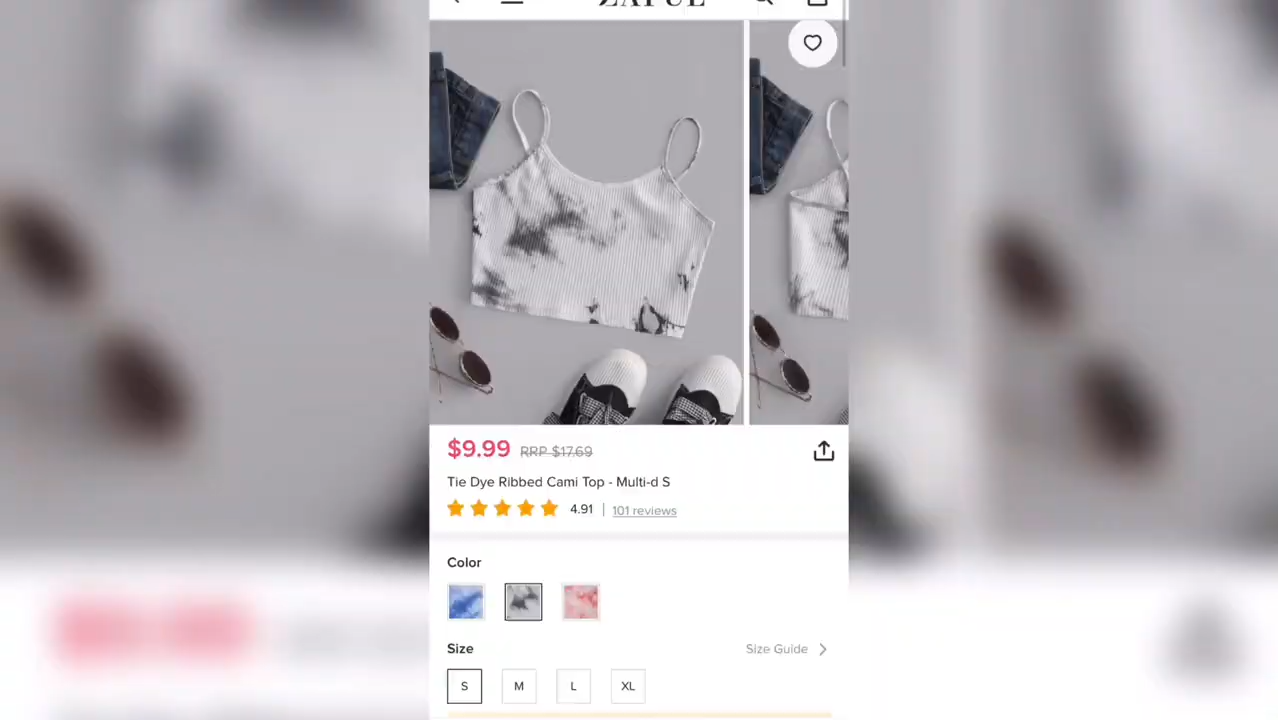 ZAFUL
$9.99 RRP $17.69
Tie Dye Ribbed Cami Top - Multi-d S
4.91 | 101 reviews
Color
Size
Size Guide
S M L XL